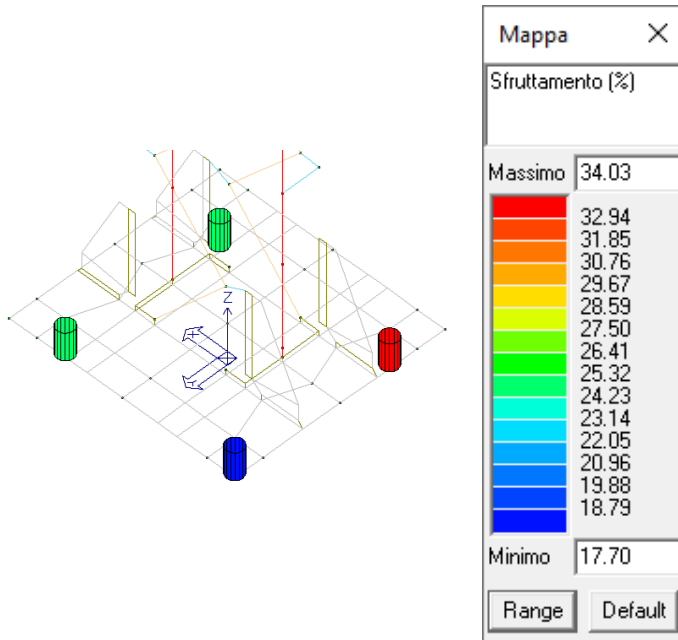 Mappa
Sfruttamento (%)
Massimo 34.03
32.94
31.85
30.76
29.67
28.59
27.50
26.41
25.32
24.23
23.14
22.05
20.96
19.88
18.79
Minimo 17.70
Range Default
Z
X
Y